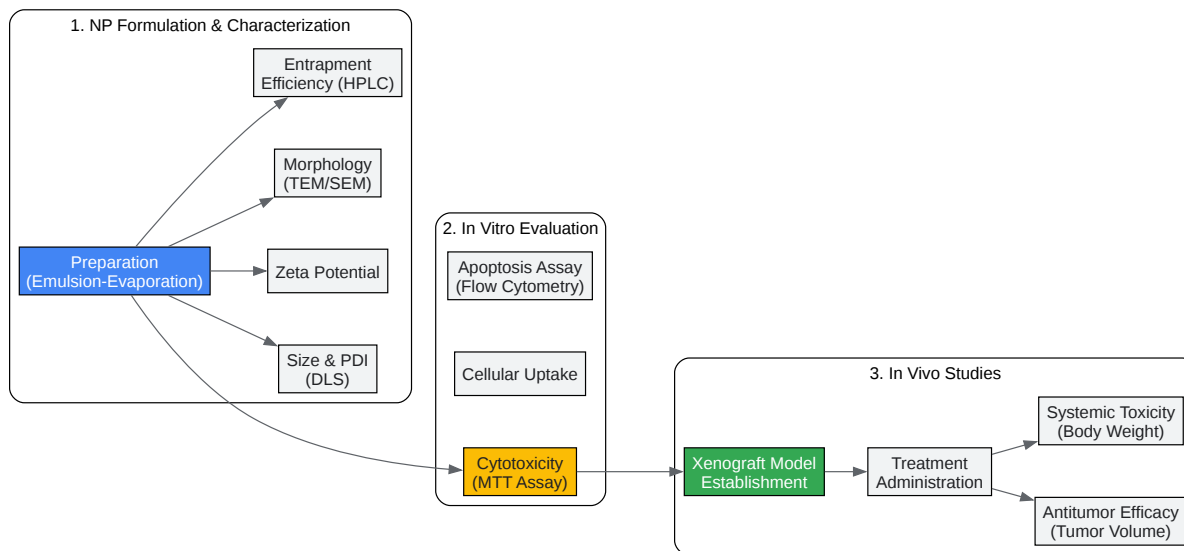 1. NP Formulation & Characterization
Entrapment
Efficiency (HPLC)
Morphology
(TEM/SEM)
Preparation
(Emulsion-Evaporation)
Zeta Potential
Size & PDI
(DLS)
2. In Vitro Evaluation
Apoptosis Assay
(Flow Cytometry)
Cellular Uptake
Cytotoxicity
(MTT Assay)
3. In Vivo Studies
Xenograft Model
Establishment
Treatment
Administration
Systemic Toxicity
(Body Weight)
Antitumor Efficacy
(Tumor Volume)